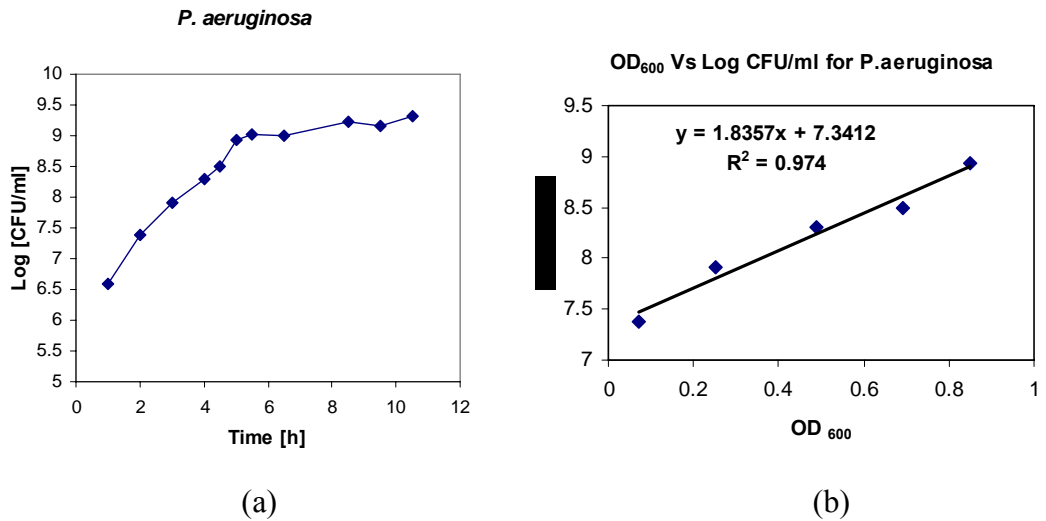 P. aeruginosa
10
9.5
9
8.5
8
7.5
7
6.5
6
5.5
5
0 2 4 6 8 10 12
Log [CFU/ml]
Time [h]
(a)
OD600 Vs Log CFU/ml for P.aeruginosa
y = 1.8357x + 7.3412
R2 = 0.974
9.5
9
8.5
8
7.5
7
0 0.2 0.4 0.6 0.8 1
OD 600
(b)